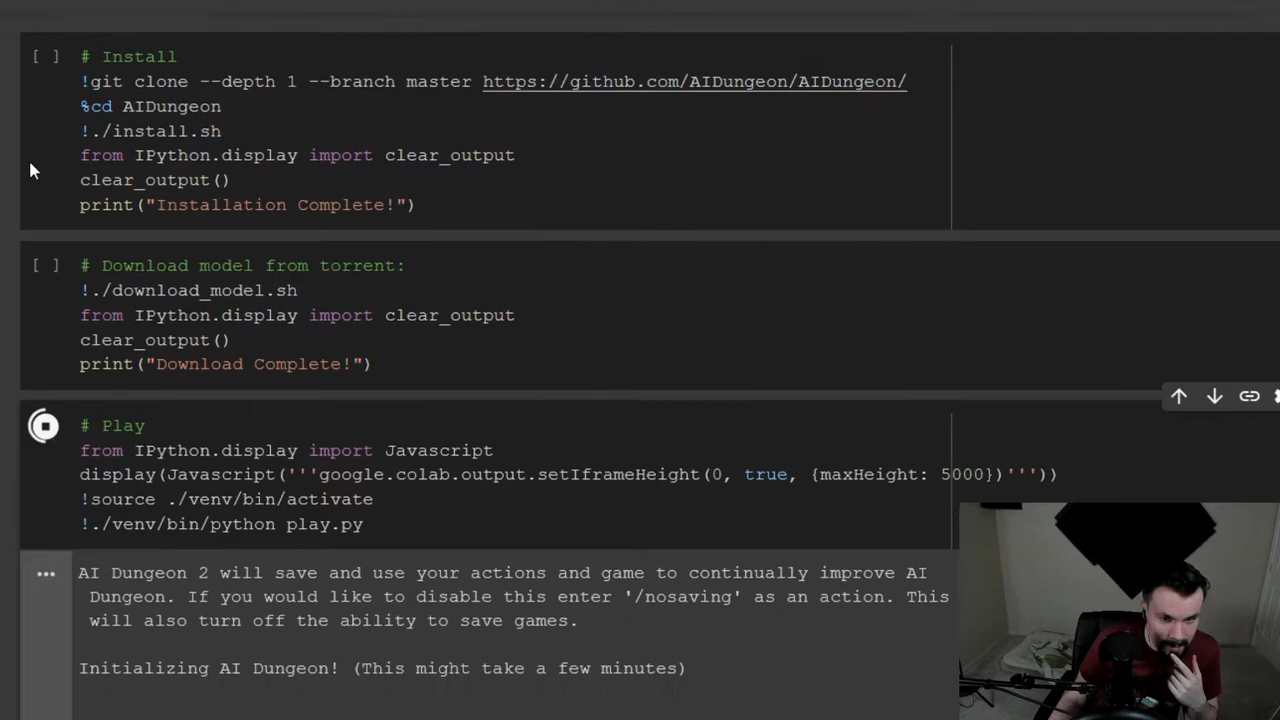 [ ] # Install
!git clone --depth 1 --branch master https://github.com/AIDungeon/AIDungeon/
%cd AIDungeon
!./install.sh
from IPython.display import clear_output
clear_output()
print("Installation Complete!")
[ ] # Download model from torrent:
!./download_model.sh
from IPython.display import clear_output
clear_output()
print("Download Complete!")
# Play
from IPython.display import Javascript
display(Javascript('''google.colab.output.setIframeHeight(0, true, {maxHeight: 5000})'''))
!source ./venv/bin/activate
!./venv/bin/python play.py
AI Dungeon 2 will save and use your actions and game to continually improve AI
Dungeon. If you would like to disable this enter '/nosaving' as an action. This
will also turn off the ability to save games.
Initializing AI Dungeon! (This might take a few minutes)